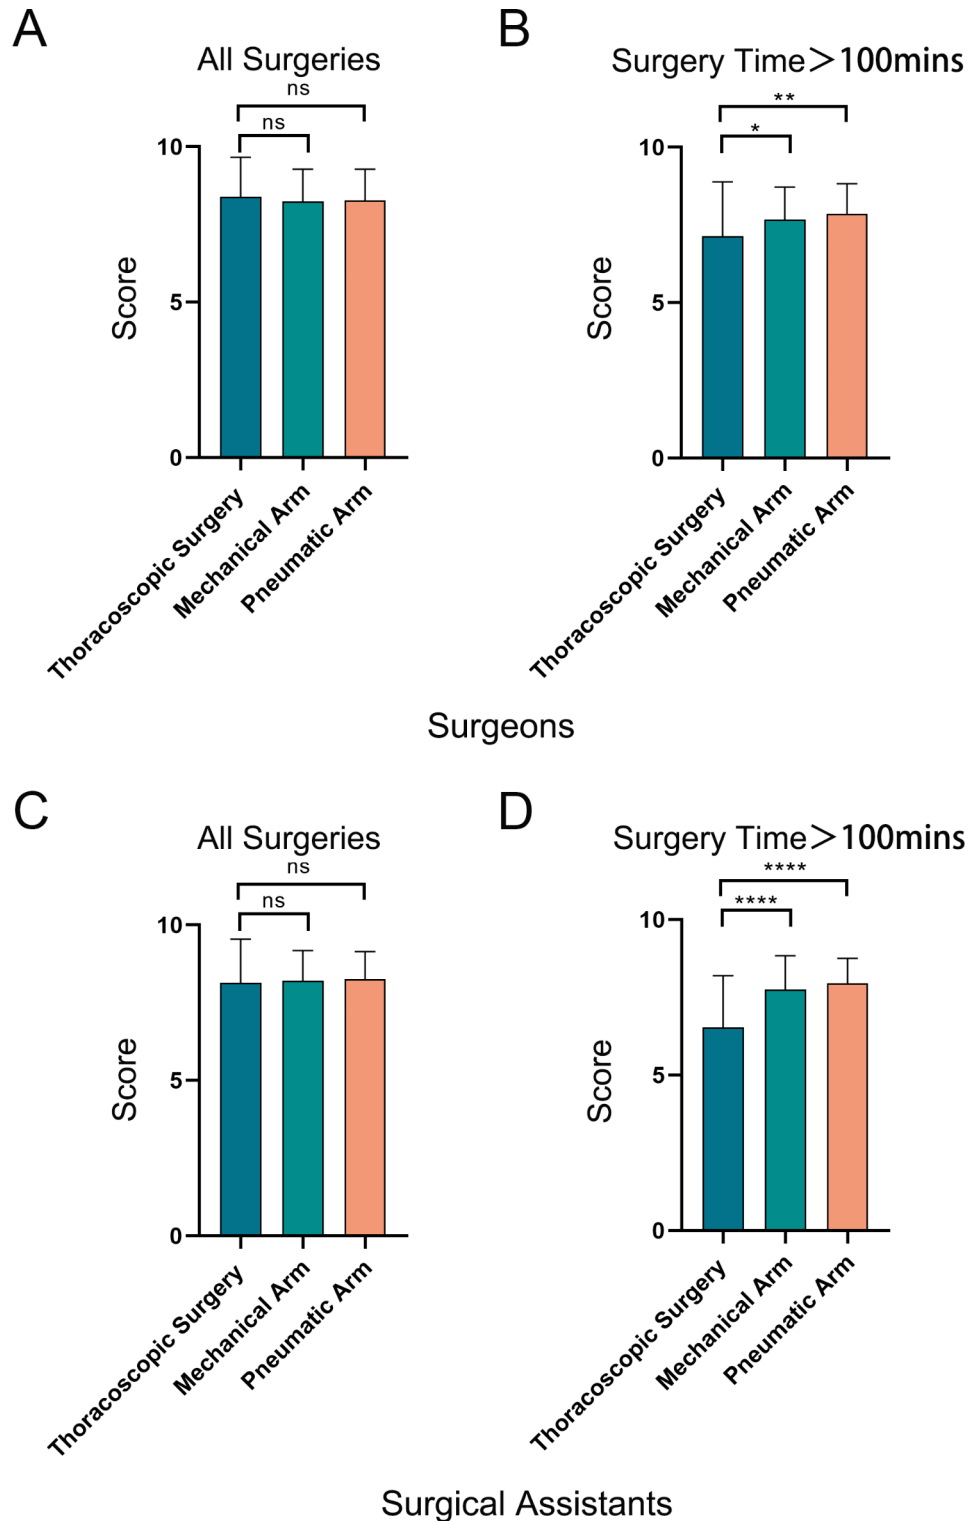 A
All Surgeries
ns
ns
10
5
0
Score
Thoracoscopic Surgery
Mechanical Arm
Pneumatic Arm
B
Surgery Time＞100mins
**
*
10
5
0
Score
Thoracoscopic Surgery
Mechanical Arm
Pneumatic Arm
Surgeons
C
All Surgeries
ns
ns
10
5
0
Score
Thoracoscopic Surgery
Mechanical Arm
Pneumatic Arm
D
Surgery Time＞100mins
****
****
10
5
0
Score
Thoracoscopic Surgery
Mechanical Arm
Pneumatic Arm
Surgical Assistants